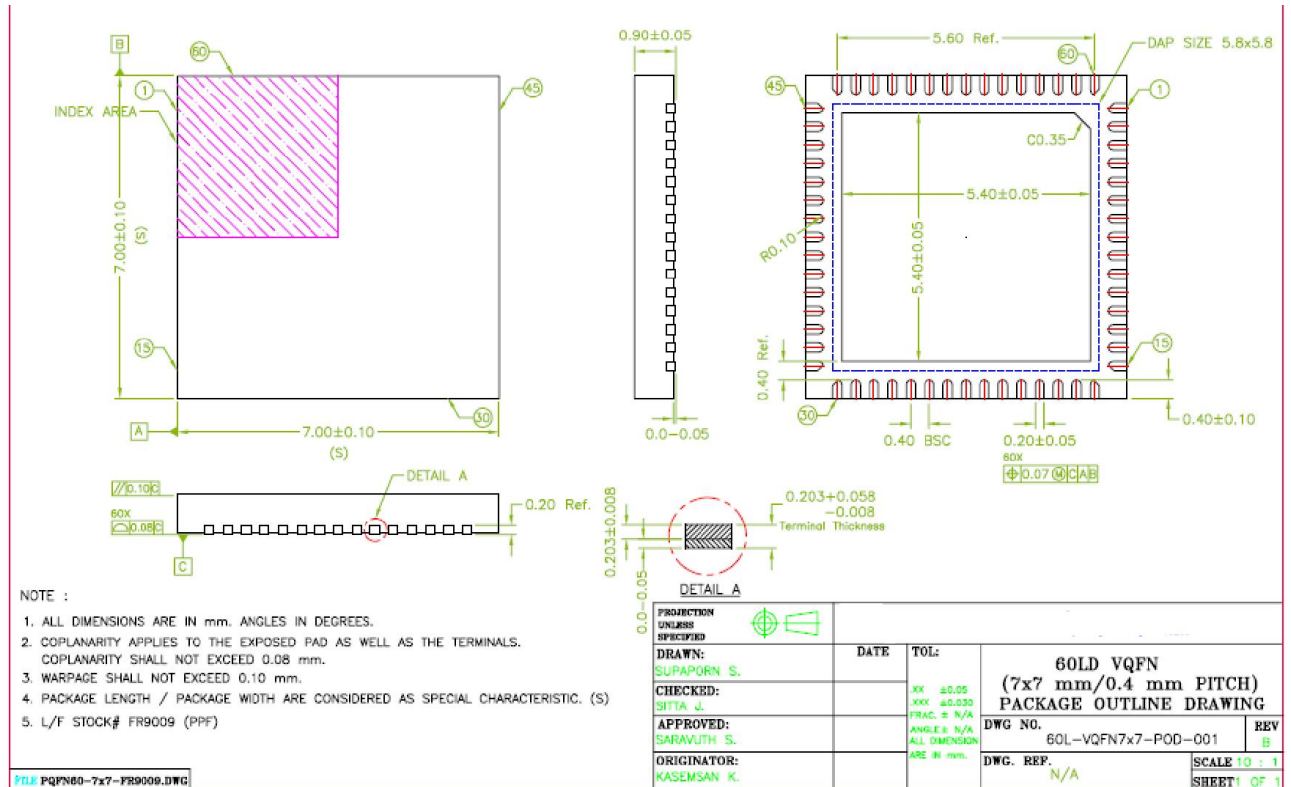 0.90±0.05
5.60 Ref.
DAP SIZE 5.8x5.8
B
60
60
1
45
45
1
INDEX AREA
C0.35
7.00±0.10
(S)
5.40±0.05
R0.10
5.40±0.05
15
15
0.40 Ref.
30
30
A
7.00±0.10
(S)
0.0-0.05
0.40 BSC
0.20±0.05
0.40±0.10
60X
⌖ 0.07 Ⓜ C A B
DETAIL A
// 0.10 C
60X
⌓ 0.08 C
C
0.20 Ref.
0.203±0.008
0.203+0.058
-0.008
Terminal Thickness
0.0-0.05
DETAIL A
NOTE :
1. ALL DIMENSIONS ARE IN mm. ANGLES IN DEGREES.
2. COPLANARITY APPLIES TO THE EXPOSED PAD AS WELL AS THE TERMINALS.
COPLANARITY SHALL NOT EXCEED 0.08 mm.
3. WARPAGE SHALL NOT EXCEED 0.10 mm.
4. PACKAGE LENGTH / PACKAGE WIDTH ARE CONSIDERED AS SPECIAL CHARACTERISTIC. (S)
5. L/F STOCK# FR9009 (PPF)
FILE PQFN60-7x7-FR9009.DWG
PROJECTION
UNLESS
SPECIFIED
DRAWN:
SUPAPORN S.
DATE
TOL:
CHECKED:
SITTA J.
APPROVED:
SARAVUTH S.
ORIGINATOR:
KASEMSAN K.
.XX ±0.05
.XXX ±0.030
FRAC. ± N/A
ANGLE± N/A
ALL DIMENSION
ARE IN mm.
60LD VQFN
(7x7 mm/0.4 mm PITCH)
PACKAGE OUTLINE DRAWING
DWG NO.
60L-VQFN7x7-POD-001
REV
B
DWG. REF.
N/A
SCALE 10 : 1
SHEET 1 OF 1